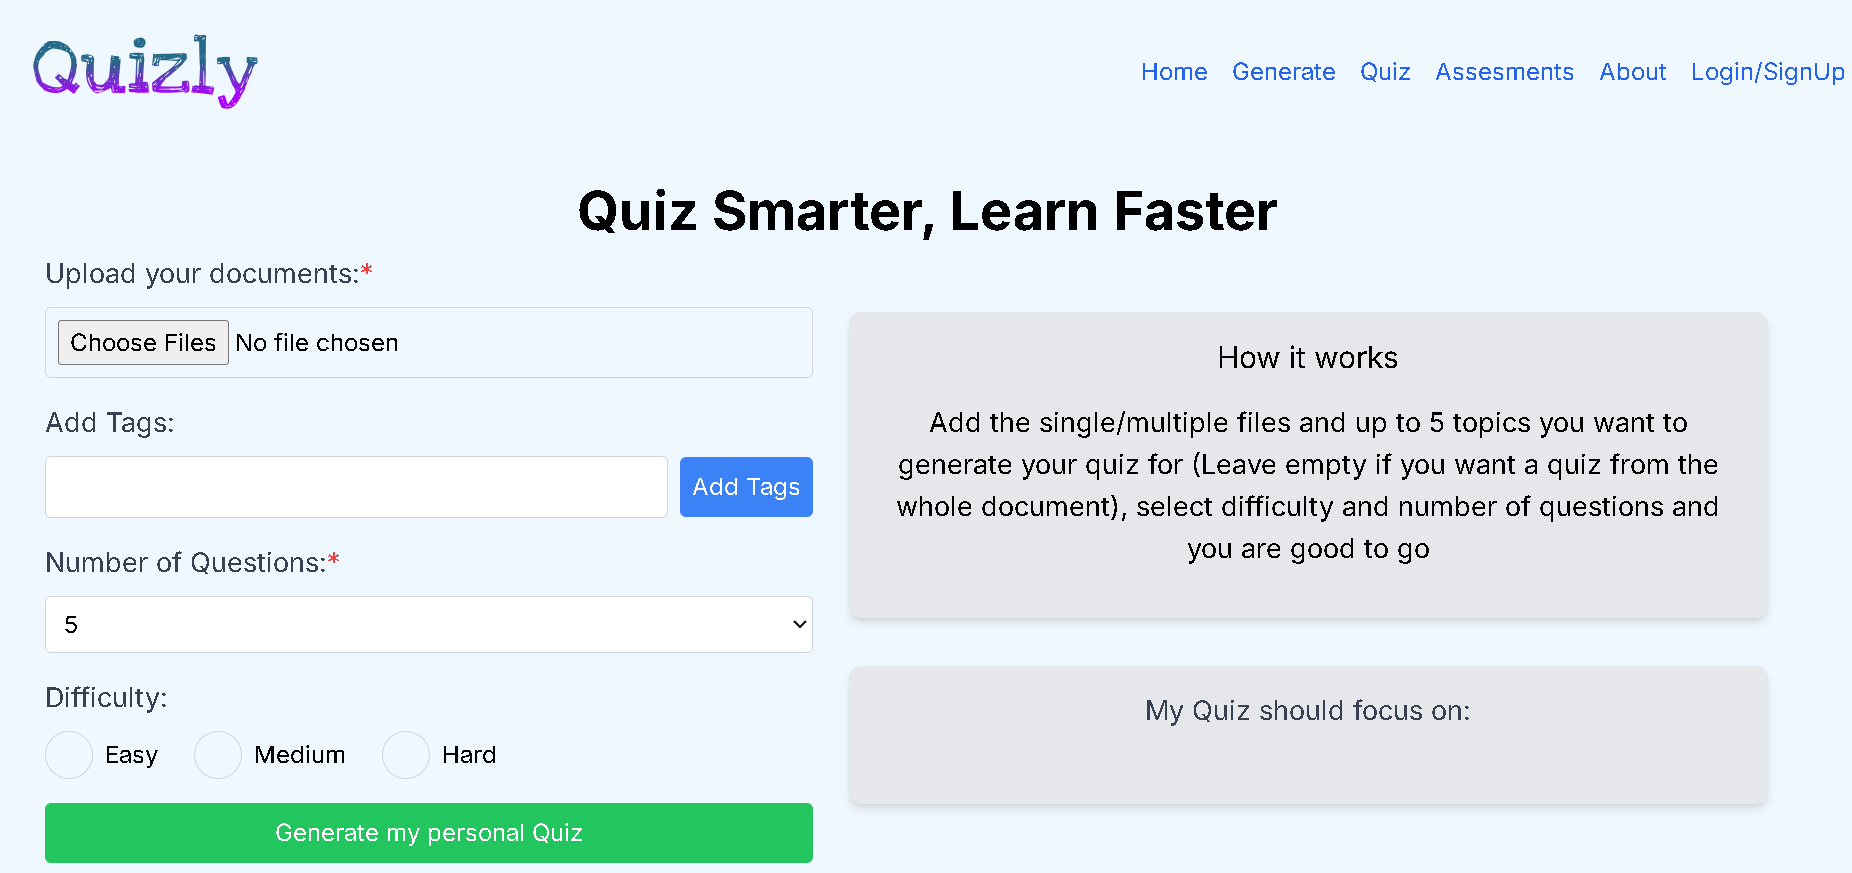 Quizly
Home Generate Quiz Assesments About Login/SignUp
Quiz Smarter, Learn Faster
Upload your documents:*
Choose Files No file chosen
Add Tags:
Add Tags
Number of Questions:*
5
Difficulty:
Easy Medium Hard
Generate my personal Quiz
How it works
Add the single/multiple files and up to 5 topics you want to
generate your quiz for (Leave empty if you want a quiz from the
whole document), select difficulty and number of questions and
you are good to go
My Quiz should focus on: